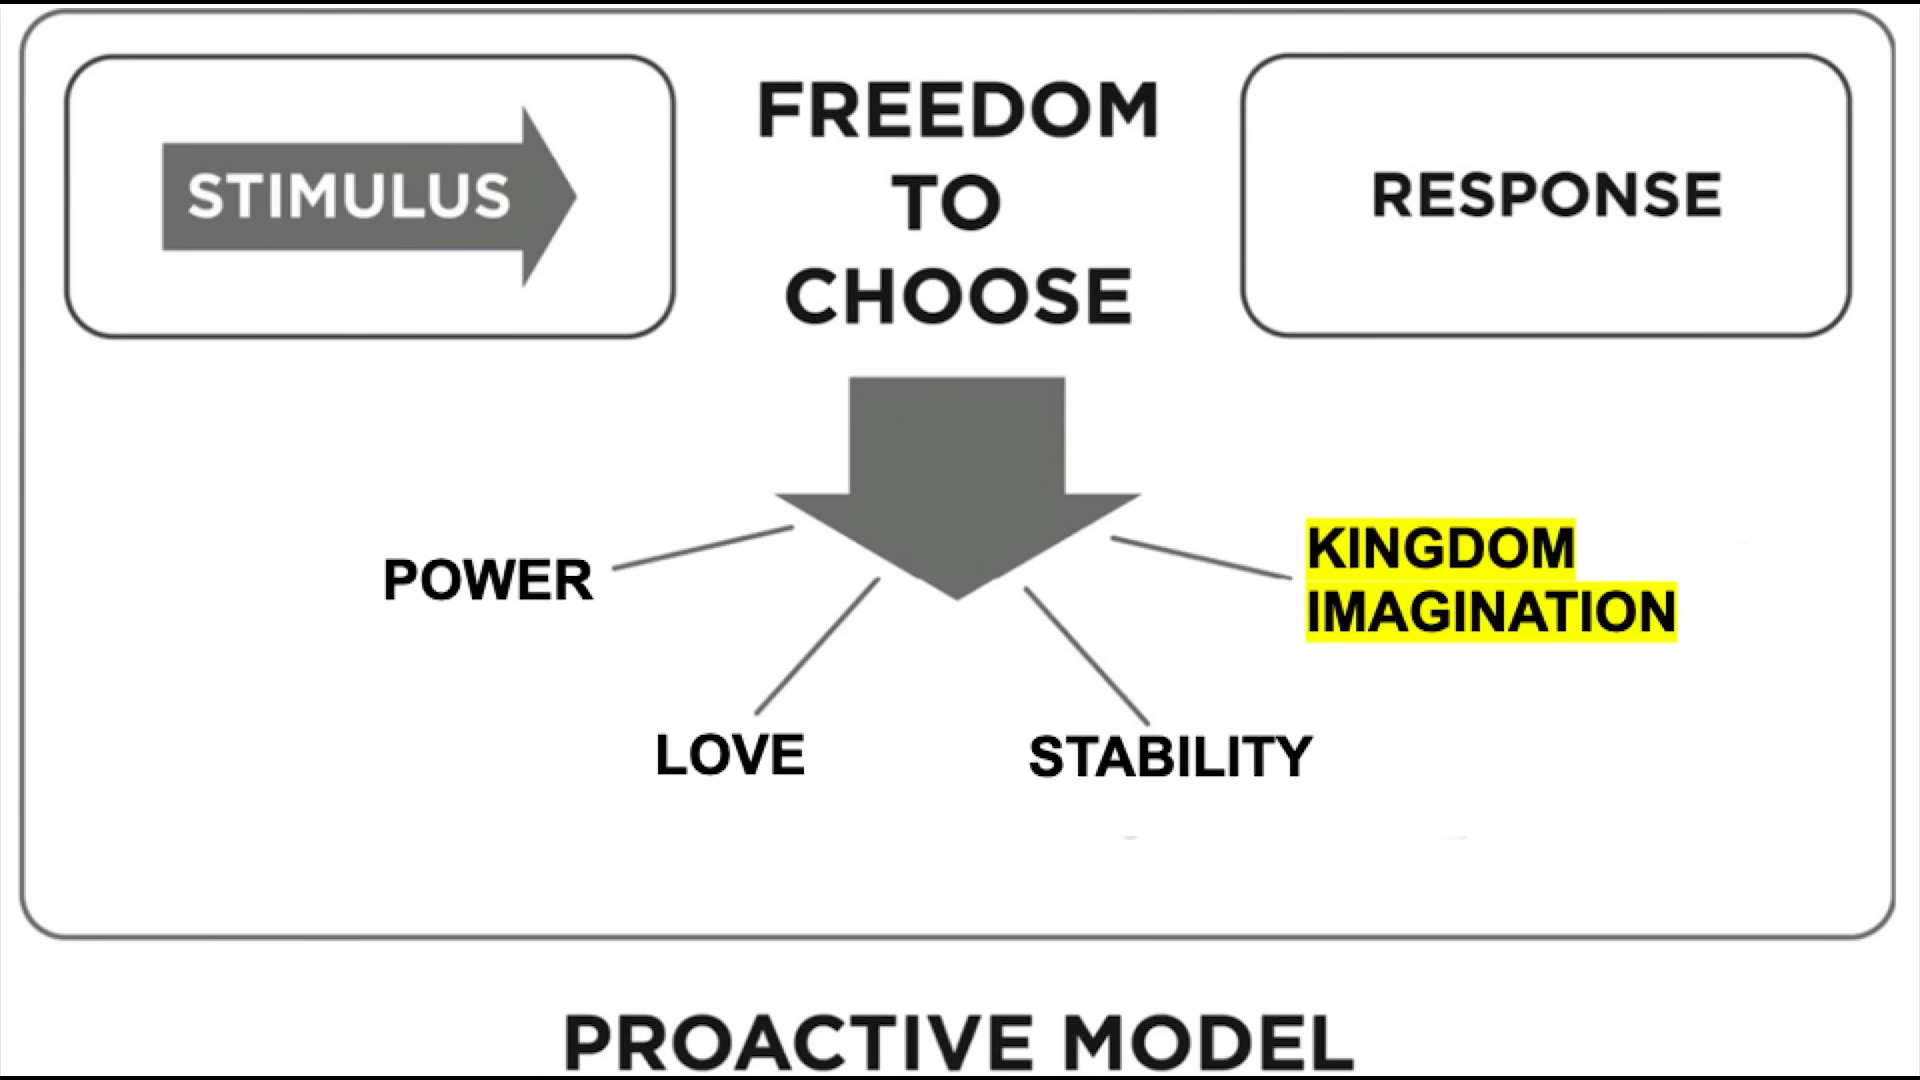 STIMULUS
FREEDOM
TO
CHOOSE
RESPONSE
POWER
KINGDOM
IMAGINATION
LOVE
STABILITY
PROACTIVE MODEL